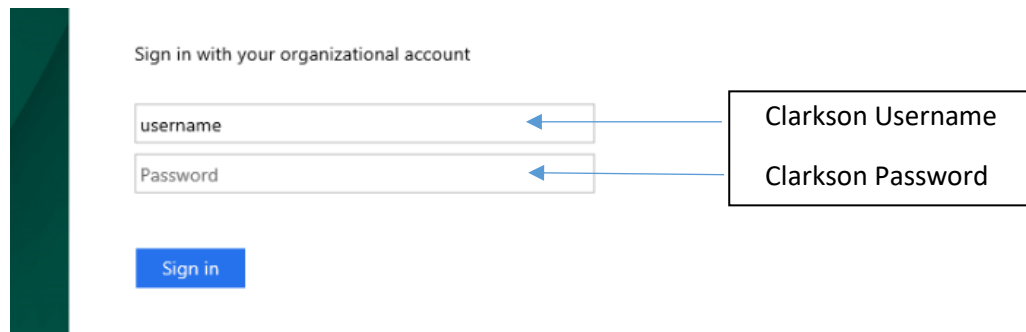 Sign in with your organizational account
username
Clarkson Username
Password
Clarkson Password
Sign in